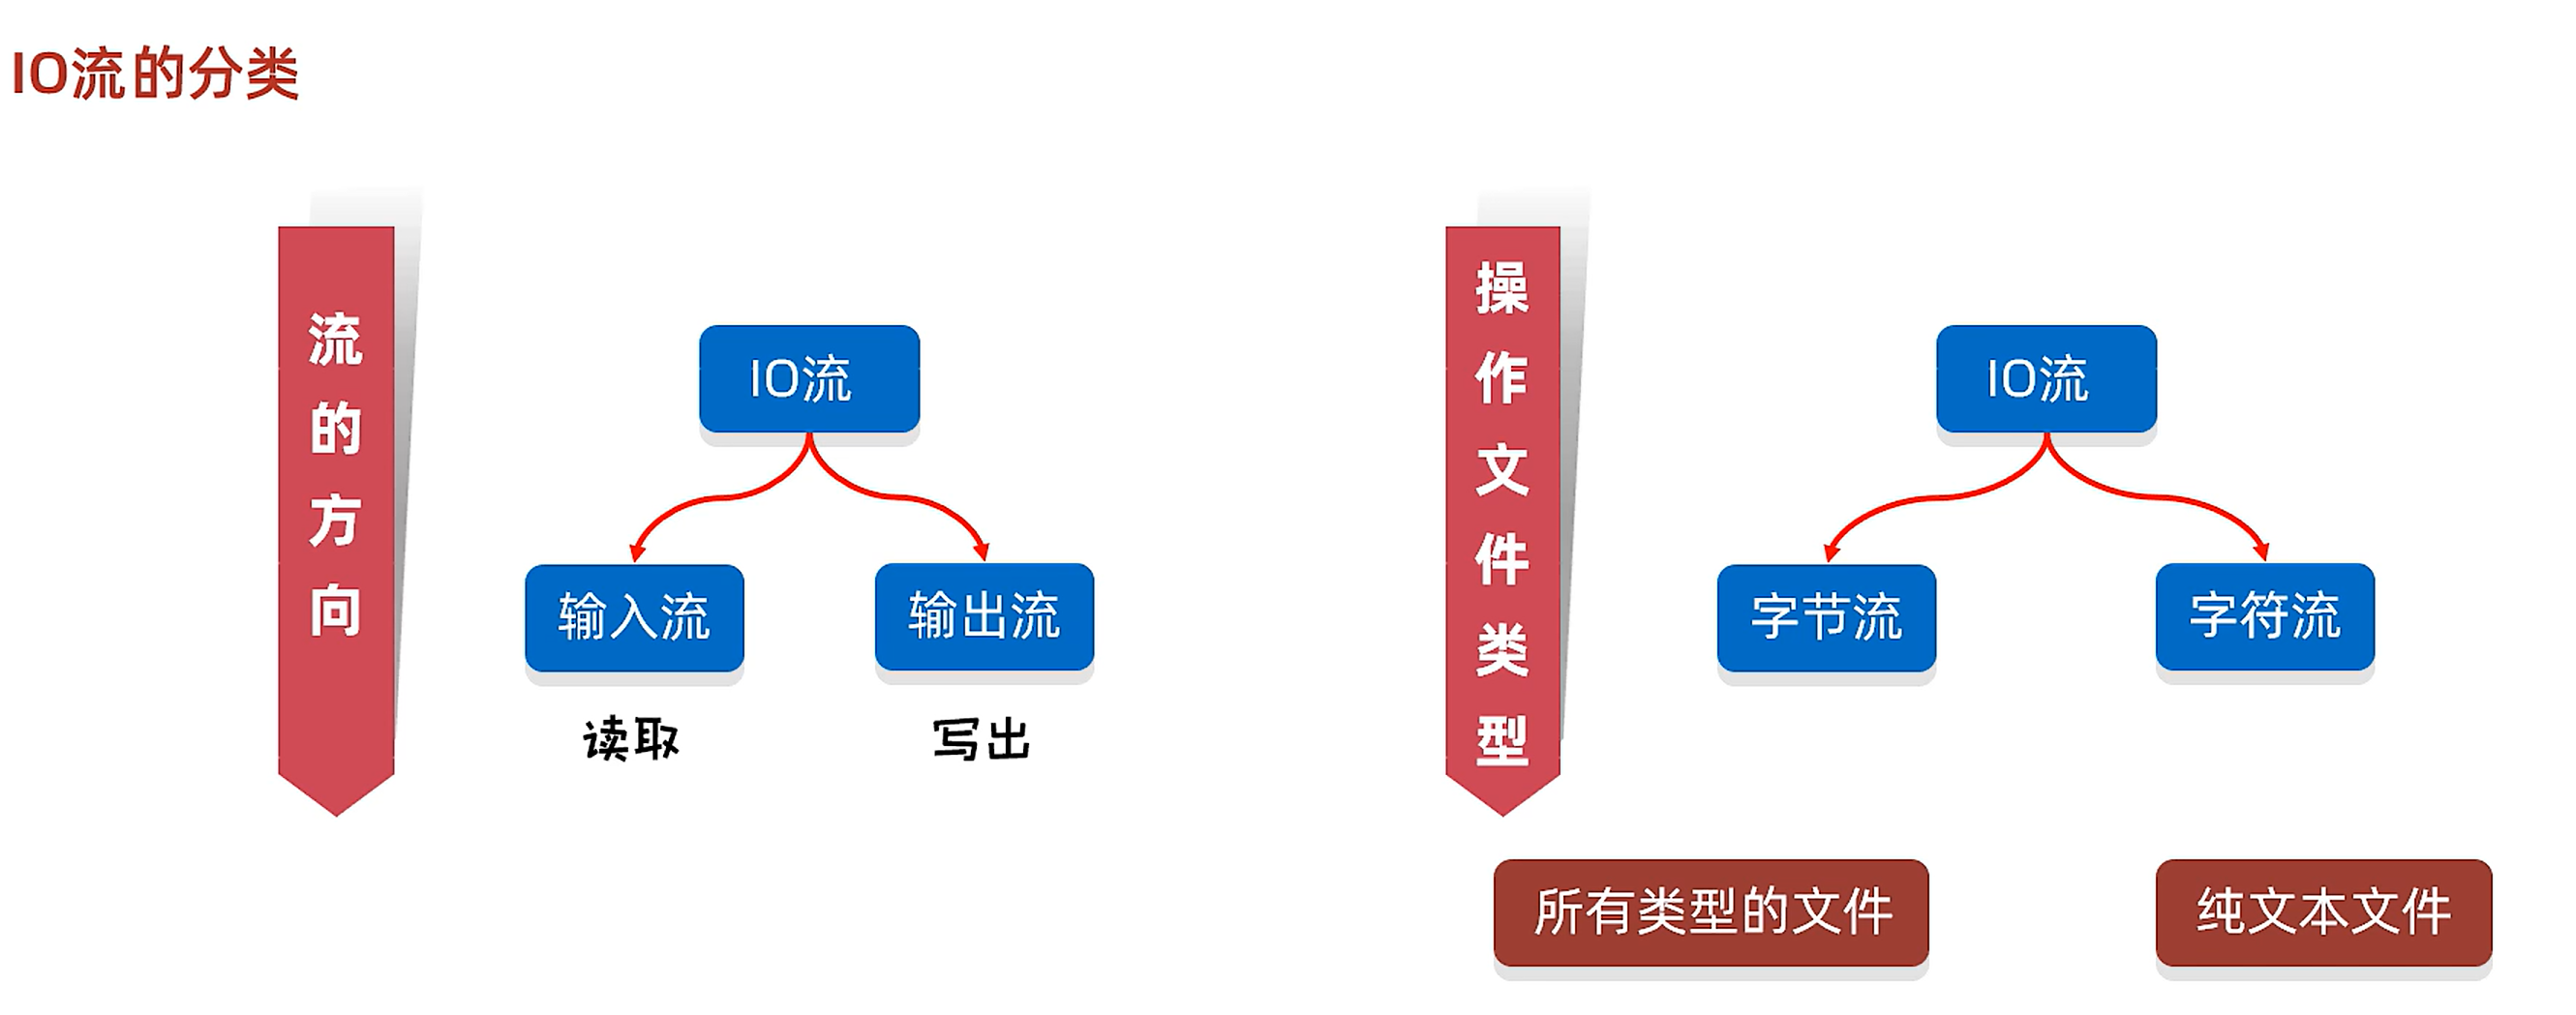 IO流的分类
流的方向
IO流
输入流
输出流
读取
写出
操作文件类型
IO流
字节流
字符流
所有类型的文件
纯文本文件